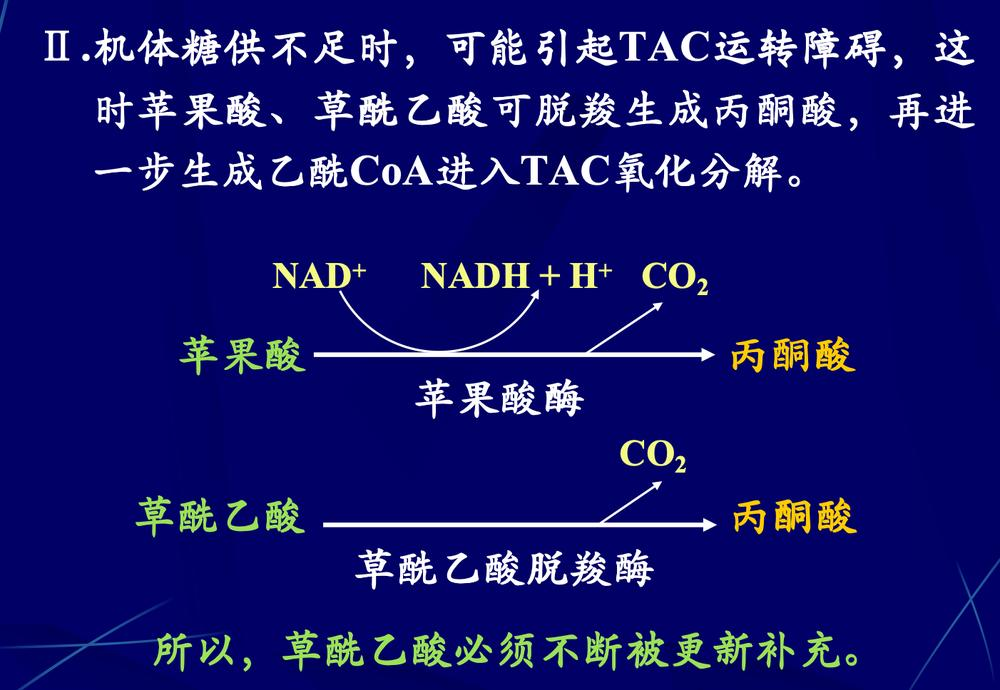 Ⅱ.机体糖供不足时，可能引起TAC运转障碍，这
时苹果酸、草酰乙酸可脱羧生成丙酮酸，再进
一步生成乙酰CoA进入TAC氧化分解。
NAD⁺ NADH + H⁺ CO₂
苹果酸 丙酮酸
苹果酸酶
CO₂
草酰乙酸 丙酮酸
草酰乙酸脱羧酶
所以，草酰乙酸必须不断被更新补充。